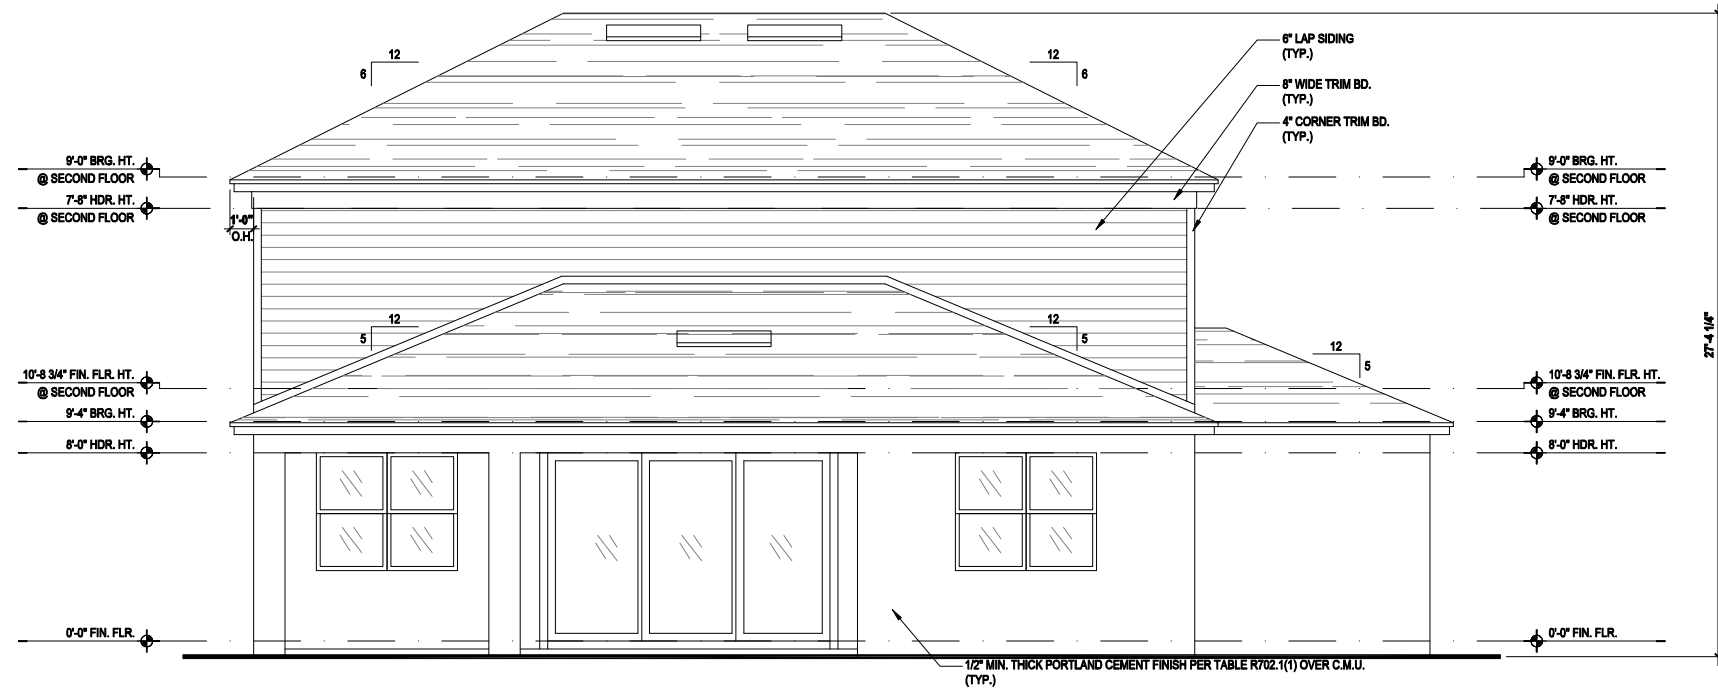 12
6
12
6
6" LAP SIDING
(TYP.)
8" WIDE TRIM BD.
(TYP.)
4" CORNER TRIM BD.
(TYP.)
9'-0" BRG. HT.
@ SECOND FLOOR
7'-8" HDR. HT.
@ SECOND FLOOR
1'-0"
O.H.
9'-0" BRG. HT.
@ SECOND FLOOR
7'-8" HDR. HT.
@ SECOND FLOOR
12
5
12
5
12
5
27'-4 1/4"
10'-8 3/4" FIN. FLR. HT.
@ SECOND FLOOR
9'-4" BRG. HT.
8'-0" HDR. HT.
10'-8 3/4" FIN. FLR. HT.
@ SECOND FLOOR
9'-4" BRG. HT.
8'-0" HDR. HT.
0'-0" FIN. FLR.
0'-0" FIN. FLR.
1/2" MIN. THICK PORTLAND CEMENT FINISH PER TABLE R702.1(1) OVER C.M.U.
(TYP.)